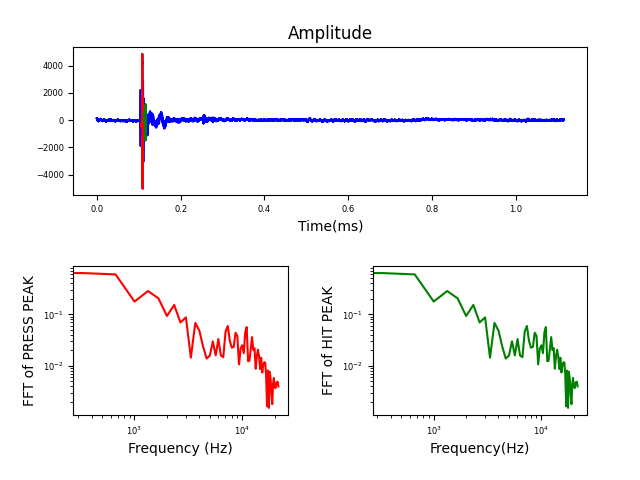 Amplitude
4000
2000
0
−2000
−4000
0.0 0.2 0.4 0.6 0.8 1.0
Time(ms)
FFT of PRESS PEAK
10⁻¹
10⁻²
10³ 10⁴
Frequency (Hz)
FFT of HIT PEAK
10⁻¹
10⁻²
10³ 10⁴
Frequency(Hz)